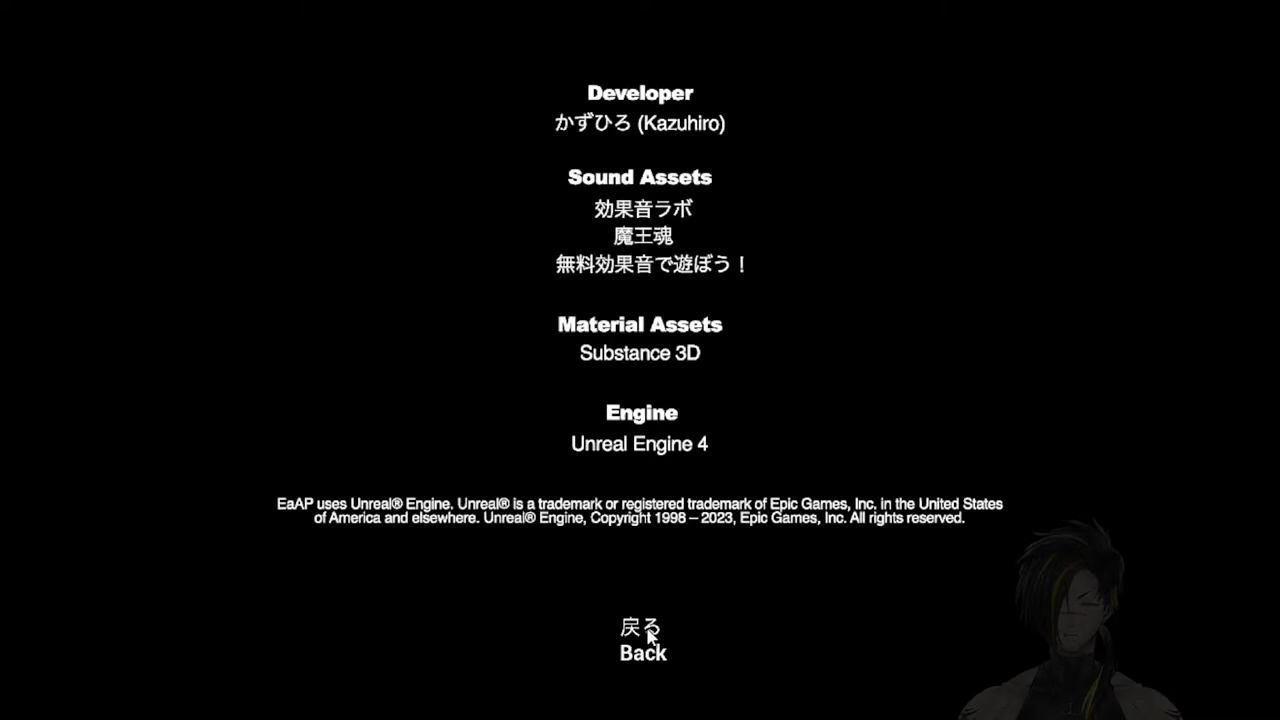 Developer
かずひろ (Kazuhiro)
Sound Assets
効果音ラボ
魔王魂
無料効果音で遊ぼう！
Material Assets
Substance 3D
Engine
Unreal Engine 4
EaAP uses Unreal® Engine. Unreal® is a trademark or registered trademark of Epic Games, Inc. in the United States
of America and elsewhere. Unreal® Engine, Copyright 1998 – 2023, Epic Games, Inc. All rights reserved.
戻る
Back